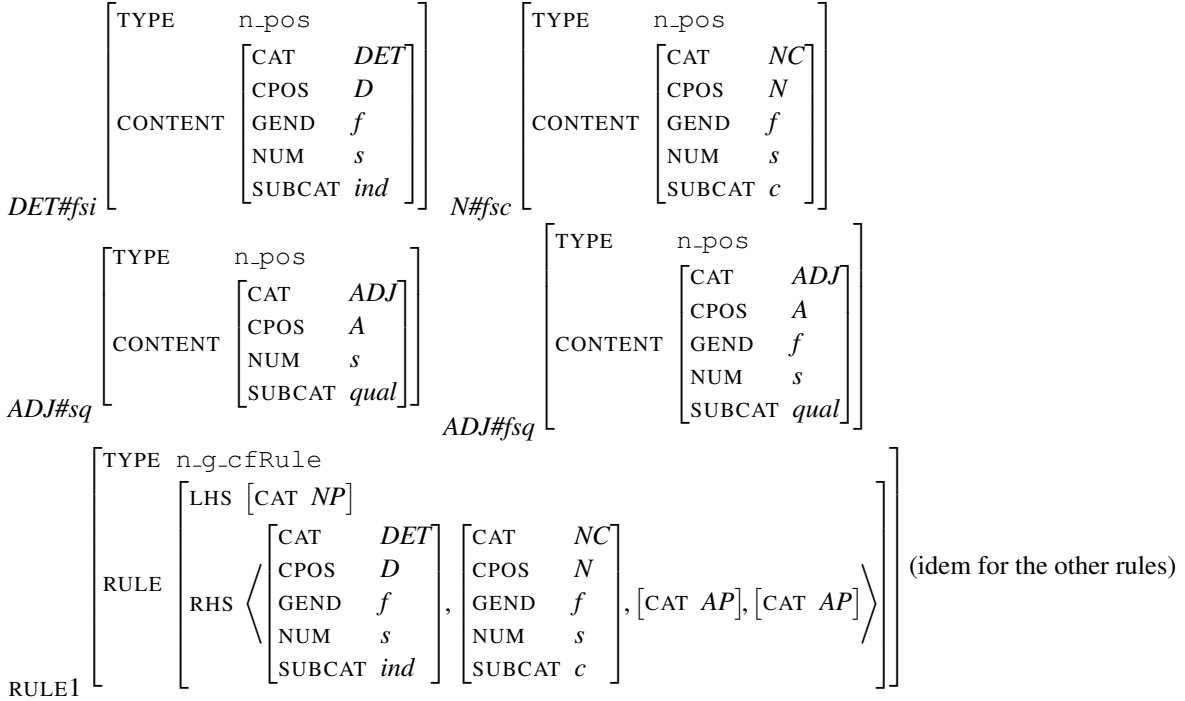 TYPE n_pos TYPE n_pos
CAT DET CAT NC
CPOS D CPOS N
CONTENT GEND f CONTENT GEND f
NUM s NUM s
SUBCAT ind SUBCAT c
DET#fsi N#fsc
TYPE n_pos TYPE n_pos
CAT ADJ CAT ADJ
CPOS A CPOS A
CONTENT NUM s CONTENT GEND f
SUBCAT qual NUM s
ADJ#sq SUBCAT qual
ADJ#fsq
TYPE n_g_cfRule
LHS [CAT NP]
CAT DET CAT NC
CPOS D CPOS N
RULE RHS ⟨ GEND f , GEND f , [CAT AP], [CAT AP] ⟩ (idem for the other rules)
NUM s NUM s
SUBCAT ind SUBCAT c
RULE1